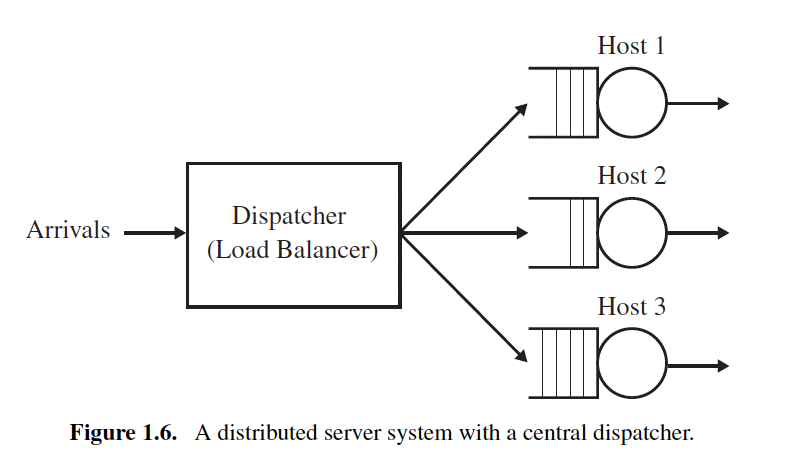 Host 1
Host 2
Arrivals
Dispatcher
(Load Balancer)
Host 3
Figure 1.6. A distributed server system with a central dispatcher.